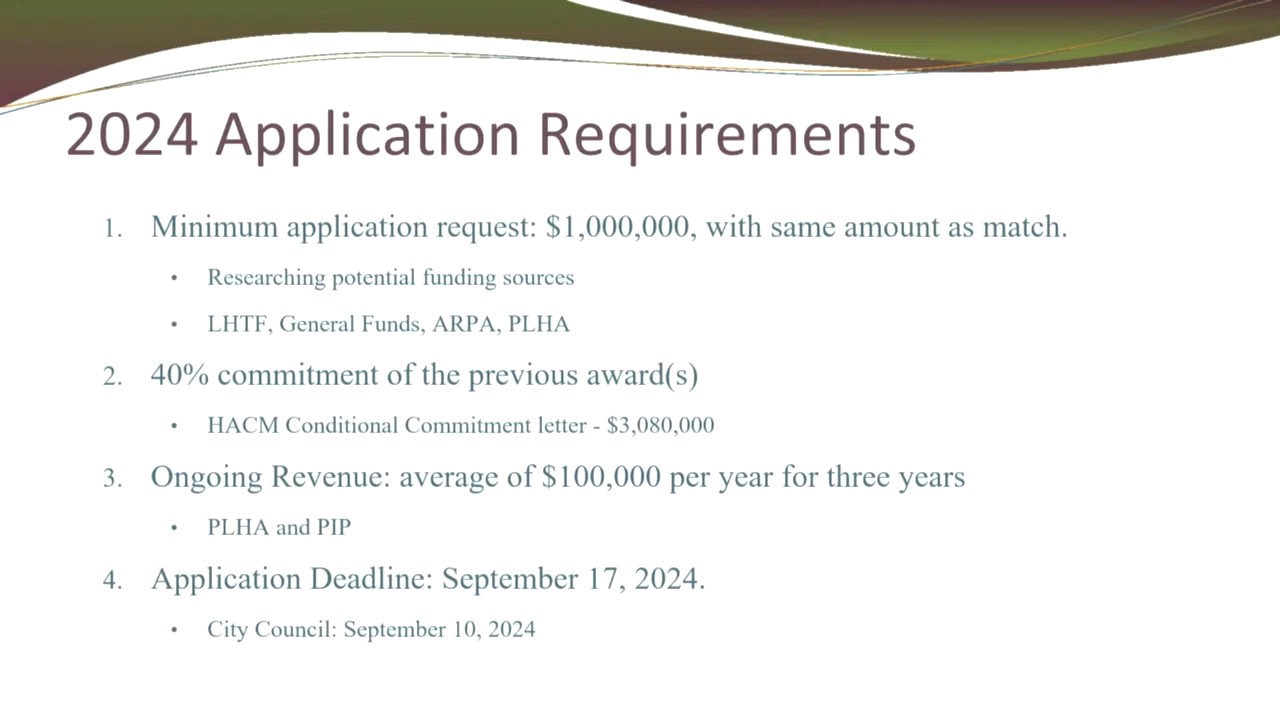 2024 Application Requirements
1. Minimum application request: $1,000,000, with same amount as match.
• Researching potential funding sources
• LHTF, General Funds, ARPA, PLHA
2. 40% commitment of the previous award(s)
• HACM Conditional Commitment letter - $3,080,000
3. Ongoing Revenue: average of $100,000 per year for three years
• PLHA and PIP
4. Application Deadline: September 17, 2024.
• City Council: September 10, 2024